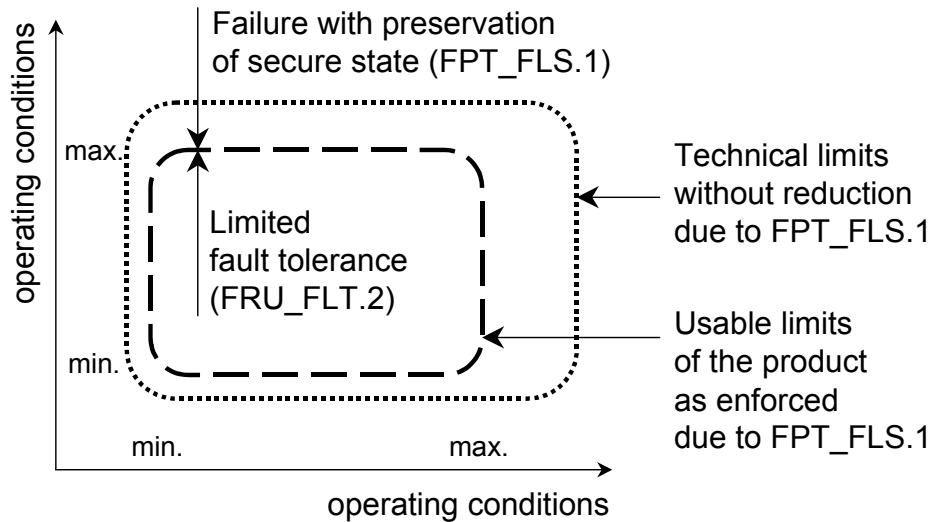 Failure with preservation
of secure state (FPT_FLS.1)
operating conditions
max.
min.
Limited
fault tolerance
(FRU_FLT.2)
Technical limits
without reduction
due to FPT_FLS.1
Usable limits
of the product
as enforced
due to FPT_FLS.1
min.
max.
operating conditions